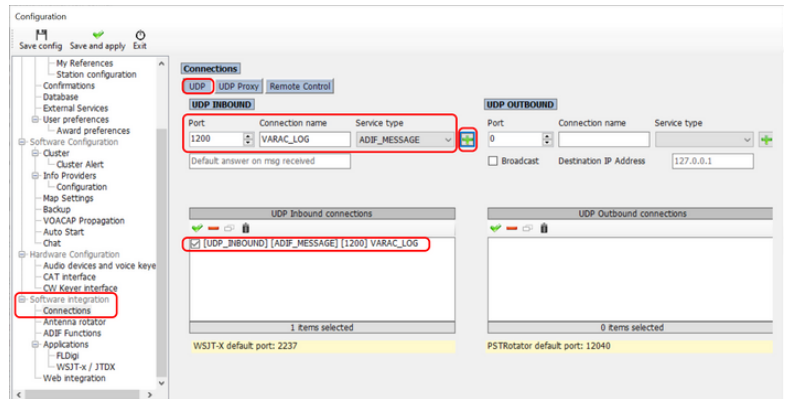 Configuration
Save config Save and apply Exit
My References
Station configuration
Confirmations
Database
External Services
User preferences
Award preferences
Software Configuration
Cluster
Cluster Alert
Info Providers
Configuration
Map Settings
Backup
VOACAP Propagation
Auto Start
Chat
Hardware Configuration
Audio devices and voice keye
CAT interface
CW Keyer interface
Software integration
Connections
Antenna rotator
ADIF Functions
Applications
FLDigi
WSJT-x / JTDX
Web integration
Connections
UDP UDP Proxy Remote Control
UDP INBOUND
Port Connection name Service type
1200 VARAC_LOG ADIF_MESSAGE
Default answer on msg received
UDP Inbound connections
[UDP_INBOUND] [ADIF_MESSAGE] [1200] VARAC_LOG
1 items selected
WSJT-X default port: 2237
UDP OUTBOUND
Port Connection name Service type
0
Broadcast Destination IP Address 127.0.0.1
UDP Outbound connections
0 items selected
PSTRotator default port: 12040